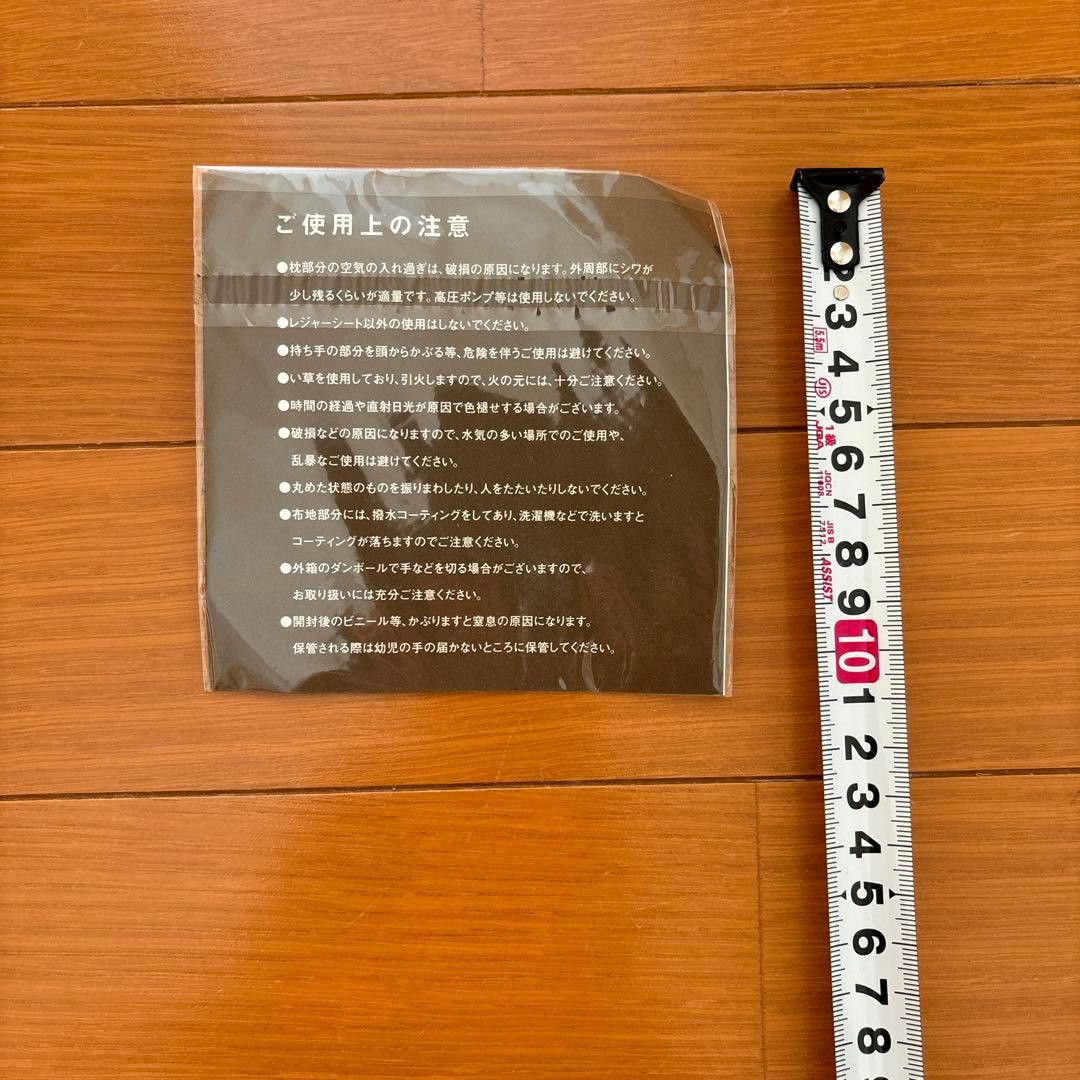 ご使用上の注意
●枕部分の空気の入れ過ぎは、破損の原因になります。外周部にシワが
少し残るくらいが適量です。高圧ポンプ等は使用しないでください。
●レジャーシート以外の使用はしないでください。
●持ち手の部分を頭からかぶる等、危険を伴うご使用は避けてください。
●い草を使用しており、引火しますので、火の元には、十分ご注意ください。
●時間の経過や直射日光が原因で色褪せする場合がございます。
●破損などの原因になりますので、水気の多い場所でのご使用や、
乱暴なご使用は避けてください。
●丸めた状態のものを振りまわしたり、人をたたいたりしないでください。
●布地部分には、撥水コーティングをしてあり、洗濯機などで洗いますと
コーティングが落ちますのでご注意ください。
●外箱のダンボールで手などを切る場合がございますので、
お取り扱いには充分ご注意ください。
●開封後のビニール等、かぶりますと窒息の原因になります。
保管される際は幼児の手の届かないところに保管してください。
2
3
5.5m
4
JIS
5
1級
6
JQCN
7
JIS B
7512
8
ASSIST
9
10
1
2
3
4
5
6
7
8